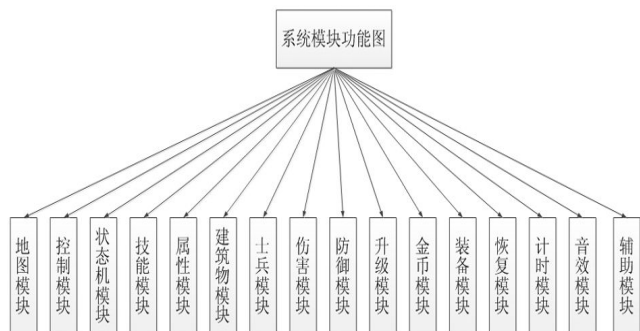 系统模块功能图
地图模块
控制模块
状态机模块
技能模块
属性模块
建筑物模块
士兵模块
伤害模块
防御模块
升级模块
金币模块
装备模块
恢复模块
计时模块
音效模块
辅助模块